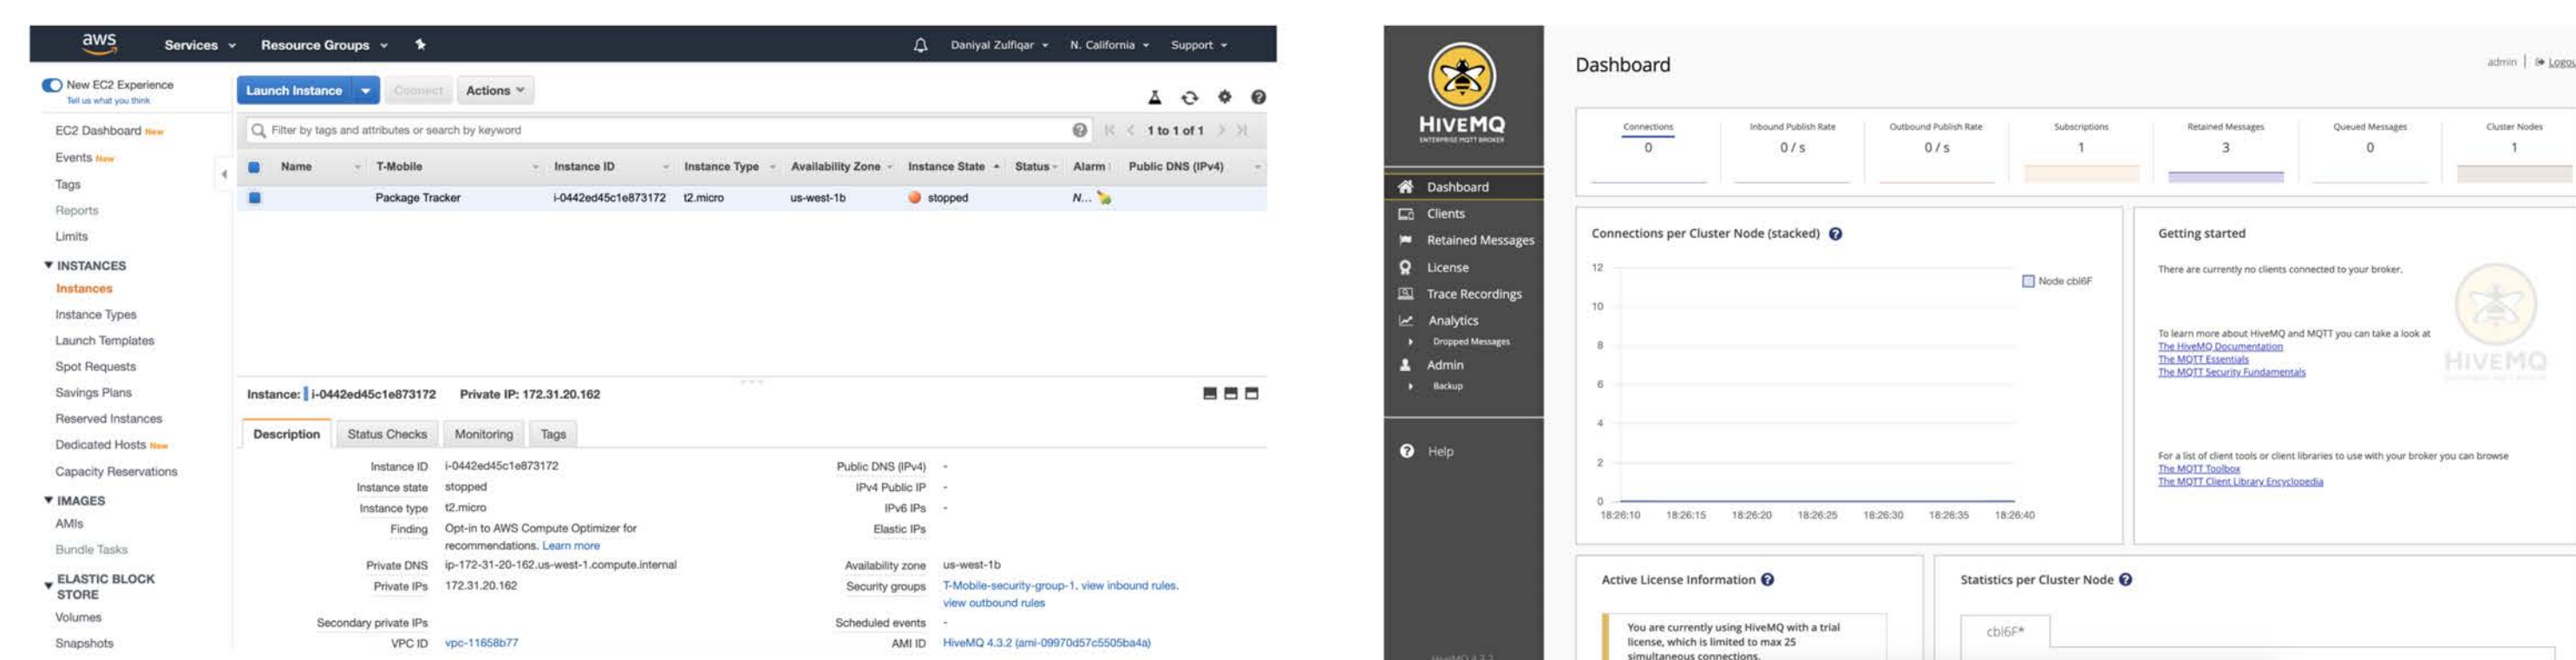 aws
Services
Resource Groups
Daniyal Zulfiqar
N. California
Support
New EC2 Experience
Tell us what you think
EC2 Dashboard New
Events New
Tags
Reports
Limits
INSTANCES
Instances
Instance Types
Launch Templates
Spot Requests
Savings Plans
Reserved Instances
Dedicated Hosts New
Capacity Reservations
IMAGES
AMIs
Bundle Tasks
ELASTIC BLOCK
STORE
Volumes
Snapshots
Launch Instance
Connect
Actions
Filter by tags and attributes or search by keyword
1 to 1 of 1
Name T-Mobile Instance ID Instance Type Availability Zone Instance State Status Alarm Public DNS (IPv4)
Package Tracker i-0442ed45c1e873172 t2.micro us-west-1b stopped N...
Instance: i-0442ed45c1e873172 Private IP: 172.31.20.162
Description Status Checks Monitoring Tags
Instance ID i-0442ed45c1e873172
Instance state stopped
Instance type t2.micro
Finding Opt-in to AWS Compute Optimizer for
recommendations. Learn more
Private DNS ip-172-31-20-162.us-west-1.compute.internal
Private IPs 172.31.20.162
Secondary private IPs
VPC ID vpc-11658b77
Public DNS (IPv4) -
IPv4 Public IP -
IPv6 IPs -
Elastic IPs
Availability zone us-west-1b
Security groups T-Mobile-security-group-1. view inbound rules.
view outbound rules
Scheduled events -
AMI ID HiveMQ 4.3.2 (ami-09970d57c5505ba4a)
HIVEMQ
ENTERPRISE MQTT BROKER
Dashboard
Clients
Retained Messages
License
Trace Recordings
Analytics
Dropped Messages
Admin
Backup
Help
HiveMQ 4.3.2
Dashboard
admin | Logou
Connections
0
Inbound Publish Rate
0 / s
Outbound Publish Rate
0 / s
Subscriptions
1
Retained Messages
3
Queued Messages
0
Cluster Nodes
1
Connections per Cluster Node (stacked)
12
10
8
6
4
2
0
18:26:10 18:26:15 18:26:20 18:26:25 18:26:30 18:26:35 18:26:40
Node cbl6F
Getting started
There are currently no clients connected to your broker.
To learn more about HiveMQ and MQTT you can take a look at
The HiveMQ Documentation
The MQTT Essentials
The MQTT Security Fundamentals
HIVEMQ
For a list of client tools or client libraries to use with your broker you can browse
The MQTT Toolbox
The MQTT Client Library Encyclopedia
Active License Information
You are currently using HiveMQ with a trial
license, which is limited to max 25
simultaneous connections.
Statistics per Cluster Node
cbl6F*